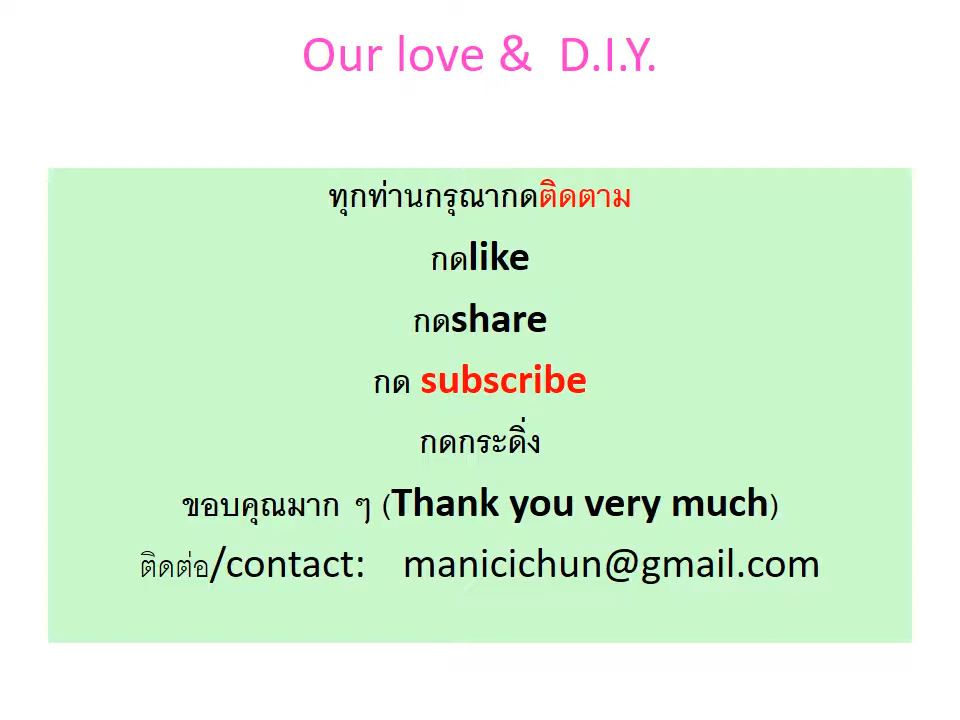 Our love & D.I.Y.
ทุกท่านกรุณากดติดตาม
กดlike
กดshare
กด subscribe
กดกระดิ่ง
ขอบคุณมาก ๆ (Thank you very much)
ติดต่อ/contact: manicichun@gmail.com